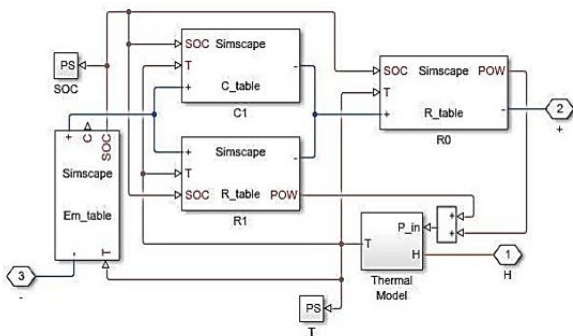 PS
SOC
SOC
Simscape
T
C_table
+
-
C1
+
Simscape
-
T
R_table
SOC
POW
R1
SOC
Simscape
POW
T
R_table
+
-
R0
2
+
+
C
SOC
Simscape
Em_table
-
T
3
-
P_in
T
H
Thermal
Model
+
+
1
H
PS
T